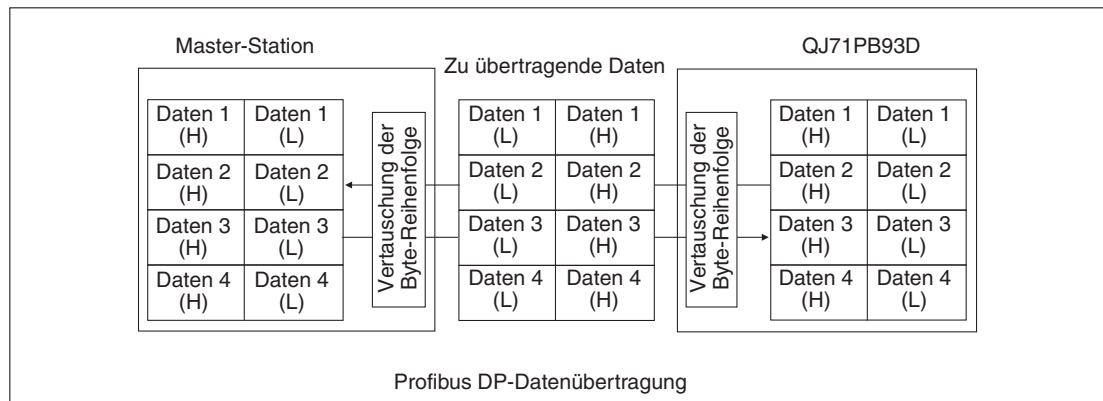 Master-Station
QJ71PB93D
Zu übertragende Daten
Daten 1 (H)
Daten 1 (L)
Daten 2 (H)
Daten 2 (L)
Daten 3 (H)
Daten 3 (L)
Daten 4 (H)
Daten 4 (L)
Vertauschung der
Byte-Reihenfolge
Daten 1 (L)
Daten 1 (H)
Daten 2 (L)
Daten 2 (H)
Daten 3 (L)
Daten 3 (H)
Daten 4 (L)
Daten 4 (H)
Vertauschung der
Byte-Reihenfolge
Daten 1 (H)
Daten 1 (L)
Daten 2 (H)
Daten 2 (L)
Daten 3 (H)
Daten 3 (L)
Daten 4 (H)
Daten 4 (L)
Profibus DP-Datenübertragung